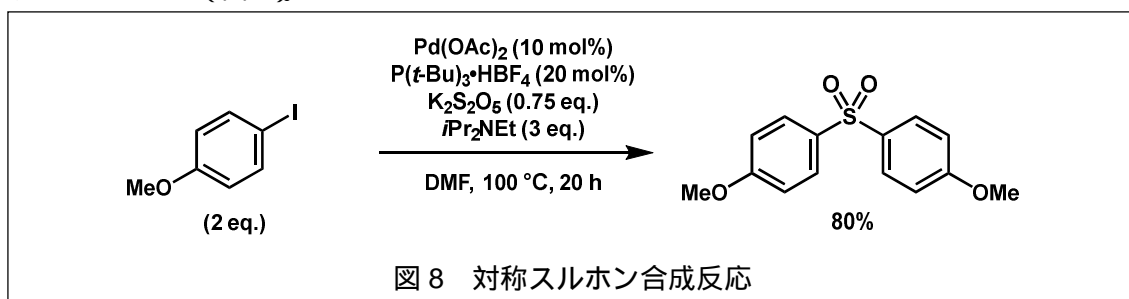 Pd(OAc)2 (10 mol%)
P(t-Bu)3•HBF4 (20 mol%)
K2S2O5 (0.75 eq.)
iPr2NEt (3 eq.)
DMF, 100 °C, 20 h
I
MeO
(2 eq.)
O O
S
MeO
OMe
80%
図 8 対称スルホン合成反応